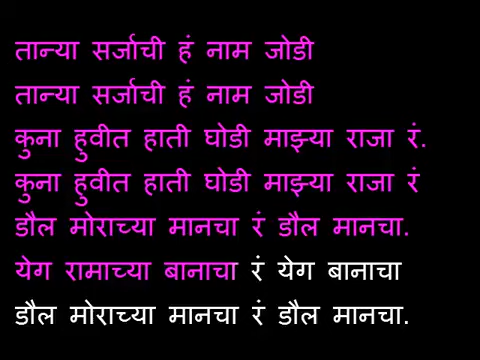 तान्या सर्जाची हं नाम जोडी
तान्या सर्जाची हं नाम जोडी
कुना हुवीत हाती घोडी माझ्या राजा रं.
कुना हुवीत हाती घोडी माझ्या राजा रं
डौल मोराच्या मानचा रं डौल मानचा.
येग रामाच्या बानाचा रं येग बानाचा
डौल मोराच्या मानचा रं डौल मानचा.